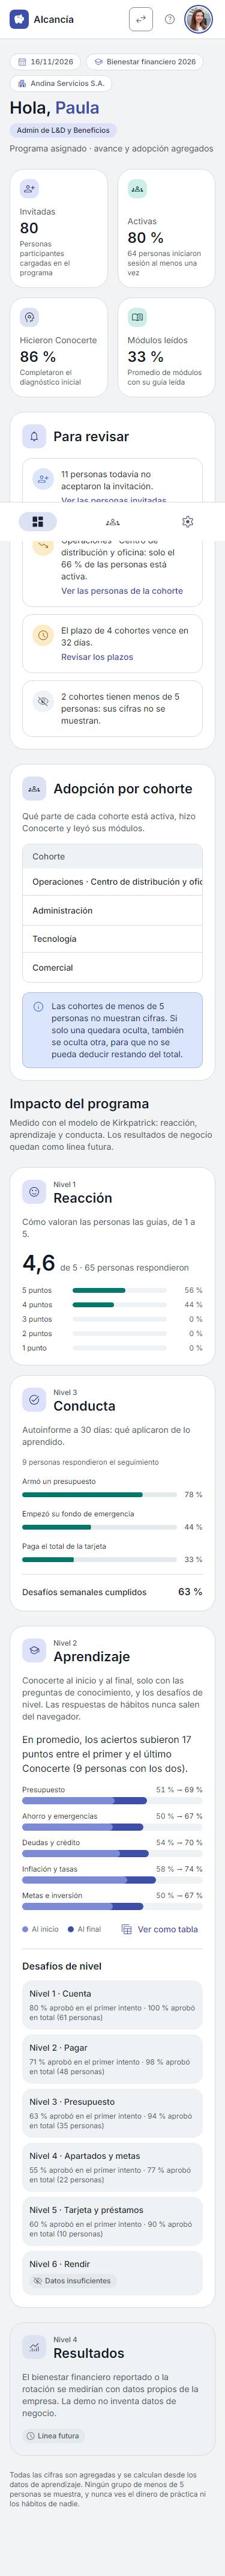 Alcancía
16/11/2026
Bienestar financiero 2026
Andina Servicios S.A.
Hola, Paula
Admin de L&D y Beneficios
Programa asignado · avance y adopción agregados
Invitadas
80
Personas
participantes
cargadas en el
programa
Activas
80 %
64 personas iniciaron
sesión al menos una
vez
Hicieron Conocerte
86 %
Completaron el
diagnóstico inicial
Módulos leídos
33 %
Promedio de módulos
con su guía leída
Para revisar
11 personas todavía no
aceptaron la invitación.
Ver las personas invitadas
Operaciones · Centro de
distribución y oficina: solo el
66 % de las personas está
activa.
Ver las personas de la cohorte
El plazo de 4 cohortes vence en
32 días.
Revisar los plazos
2 cohortes tienen menos de 5
personas: sus cifras no se
muestran.
Adopción por cohorte
Qué parte de cada cohorte está activa, hizo
Conocerte y leyó sus módulos.
Cohorte
Operaciones · Centro de distribución y ofic
Administración
Tecnología
Comercial
Las cohortes de menos de 5
personas no muestran cifras. Si
solo una quedara oculta, también
se oculta otra, para que no se
pueda deducir restando del total.
Impacto del programa
Medido con el modelo de Kirkpatrick: reacción,
aprendizaje y conducta. Los resultados de negocio
quedan como línea futura.
Nivel 1
Reacción
Cómo valoran las personas las guías, de 1 a
5.
4,6 de 5 · 65 personas respondieron
5 puntos 56 %
4 puntos 44 %
3 puntos 0 %
2 puntos 0 %
1 punto 0 %
Nivel 3
Conducta
Autoinforme a 30 días: qué aplicaron de lo
aprendido.
9 personas respondieron el seguimiento
Armó un presupuesto
78 %
Empezó su fondo de emergencia
44 %
Paga el total de la tarjeta
33 %
Desafíos semanales cumplidos 63 %
Nivel 2
Aprendizaje
Conocerte al inicio y al final, solo con las
preguntas de conocimiento, y los desafíos de
nivel. Las respuestas de hábitos nunca salen
del navegador.
En promedio, los aciertos subieron 17
puntos entre el primer y el último
Conocerte (9 personas con los dos).
Presupuesto 51 % → 69 %
Ahorro y emergencias 50 % → 67 %
Deudas y crédito 54 % → 70 %
Inflación y tasas 58 % → 74 %
Metas e inversión 50 % → 67 %
Al inicio Al final Ver como tabla
Desafíos de nivel
Nivel 1 · Cuenta
80 % aprobó en el primer intento · 100 % aprobó
en total (61 personas)
Nivel 2 · Pagar
71 % aprobó en el primer intento · 98 % aprobó
en total (48 personas)
Nivel 3 · Presupuesto
63 % aprobó en el primer intento · 94 % aprobó
en total (35 personas)
Nivel 4 · Apartados y metas
55 % aprobó en el primer intento · 77 % aprobó
en total (22 personas)
Nivel 5 · Tarjeta y préstamos
60 % aprobó en el primer intento · 90 % aprobó
en total (10 personas)
Nivel 6 · Rendir
Datos insuficientes
Nivel 4
Resultados
El bienestar financiero reportado o la
rotación se medirían con datos propios de la
empresa. La demo no inventa datos de
negocio.
Línea futura
Todas las cifras son agregadas y se calculan desde los
datos de aprendizaje. Ningún grupo de menos de 5
personas se muestra, y nunca ves el dinero de práctica ni
los hábitos de nadie.